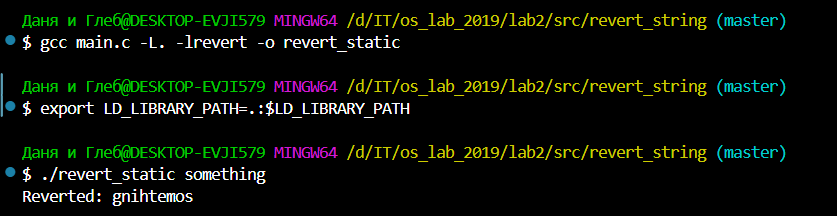 Даня и Глеб@DESKTOP-EVJI579 MINGW64 /d/IT/os_lab_2019/lab2/src/revert_string (master)
$ gcc main.c -L. -lrevert -o revert_static
Даня и Глеб@DESKTOP-EVJI579 MINGW64 /d/IT/os_lab_2019/lab2/src/revert_string (master)
$ export LD_LIBRARY_PATH=.:$LD_LIBRARY_PATH
Даня и Глеб@DESKTOP-EVJI579 MINGW64 /d/IT/os_lab_2019/lab2/src/revert_string (master)
$ ./revert_static something
Reverted: gnihtemos